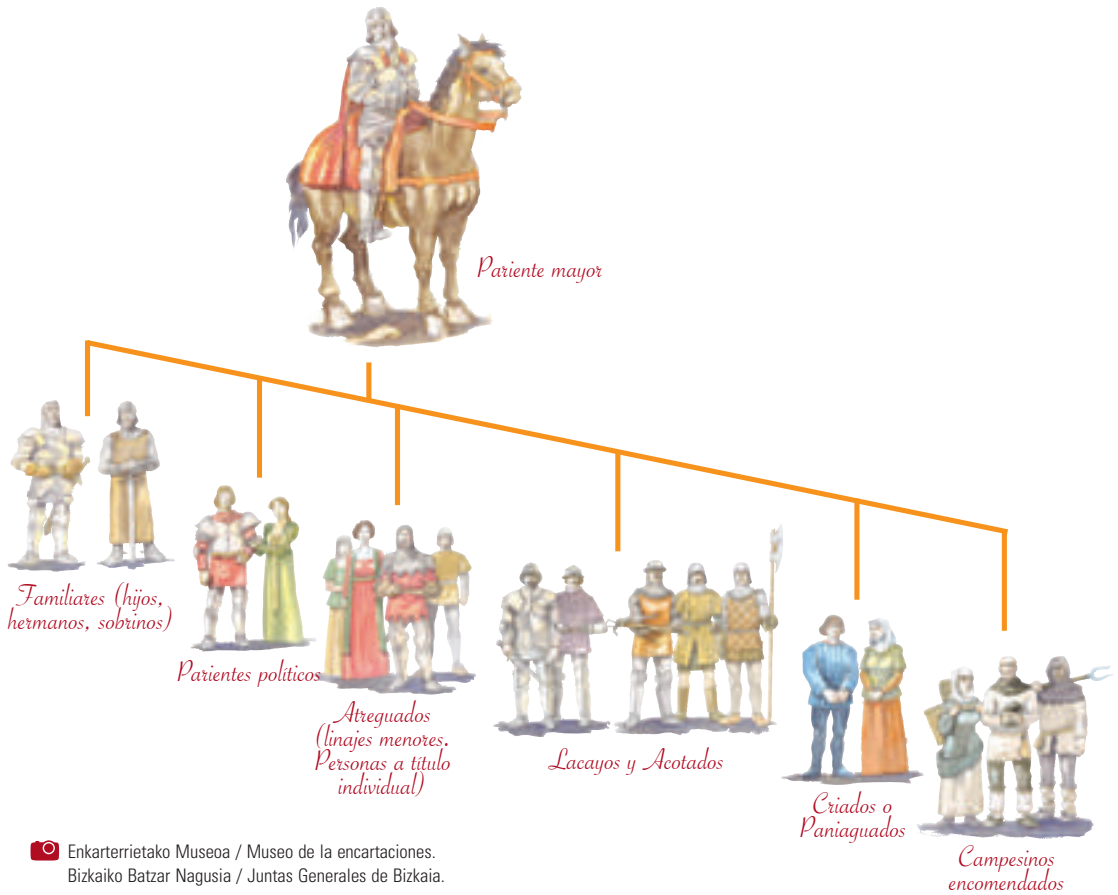 Pariente mayor
Familiares (hijos,
hermanos, sobrinos)
Parientes políticos
Atreguados
(linajes menores.
Personas a título
individual)
Lacayos y Acotados
Criados o
Paniaguados
Campesinos
encomendados
Enkarterrietako Museoa / Museo de la encartaciones.
Bizkaiko Batzar Nagusia / Juntas Generales de Bizkaia.